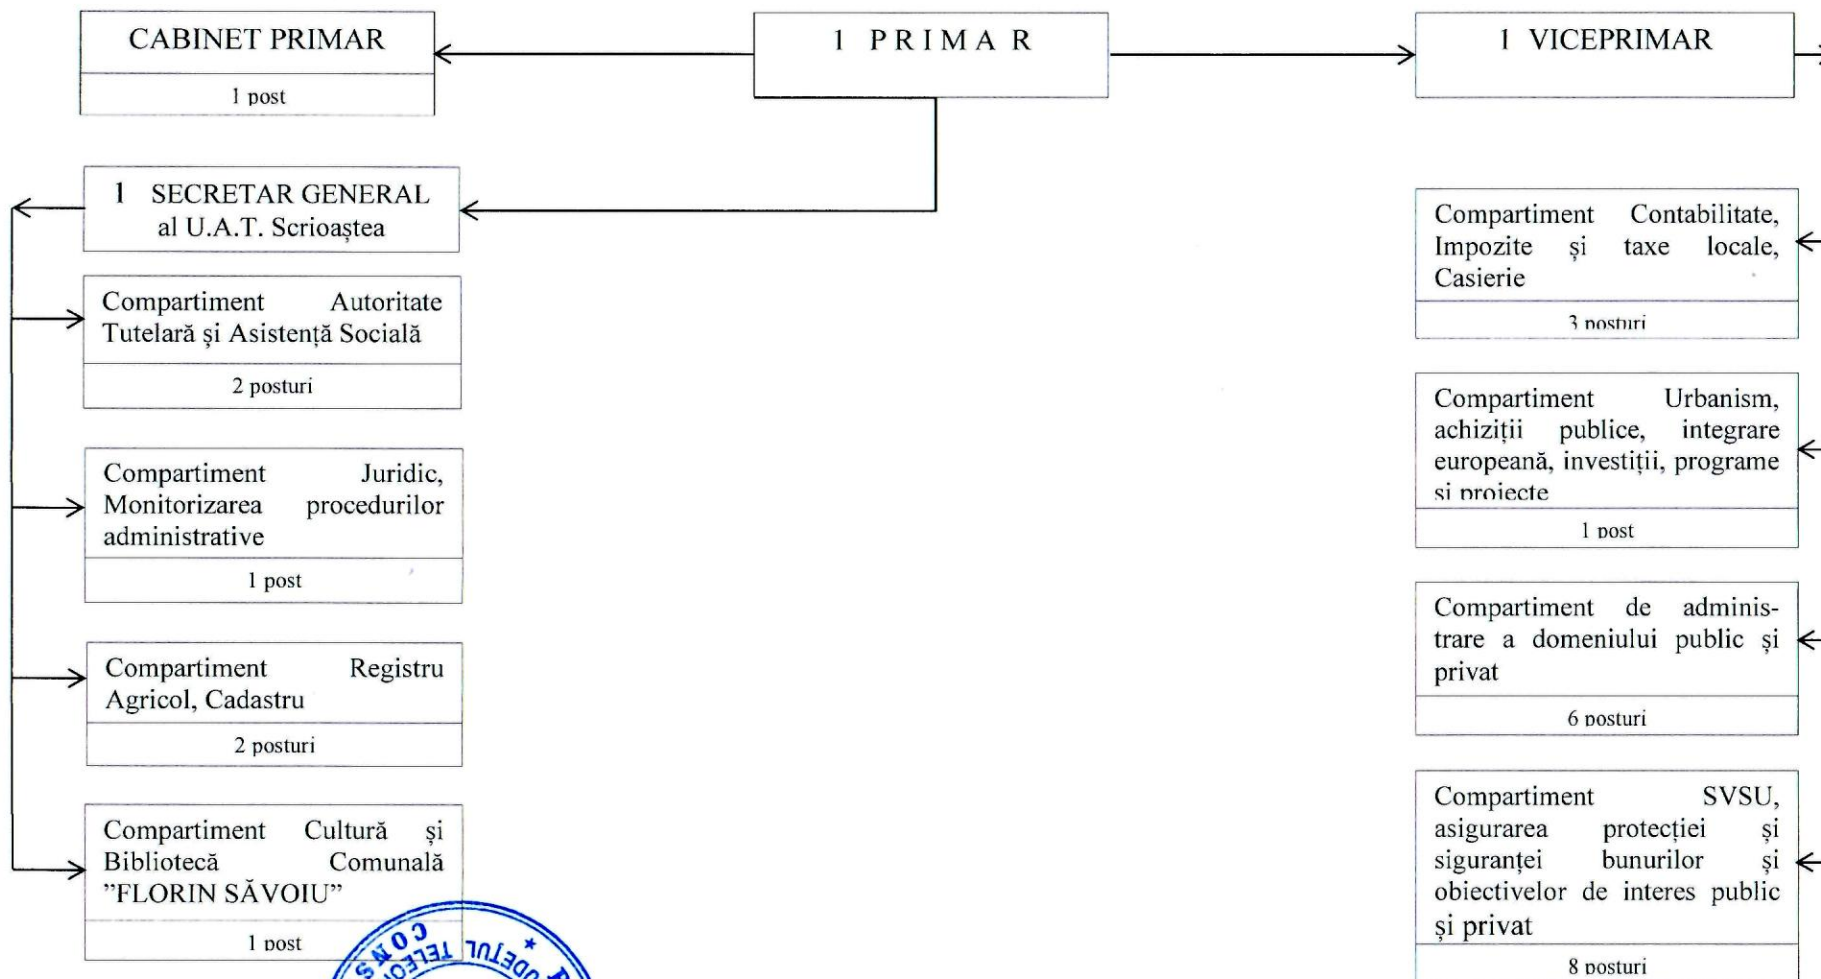 CABINET PRIMAR
1 post
1 PRIMAR
1 VICEPRIMAR
1 SECRETAR GENERAL
al U.A.T. Scrioaștea
Compartiment Autoritate
Tutelară și Asistență Socială
2 posturi
Compartiment Juridic,
Monitorizarea procedurilor
administrative
1 post
Compartiment Registru
Agricol, Cadastru
2 posturi
Compartiment Cultură și
Bibliotecă Comunală
”FLORIN SĂVOIU”
1 post
Compartiment Contabilitate,
Impozite și taxe locale,
Casierie
3 posturi
Compartiment Urbanism,
achiziții publice, integrare
europeană, investiții, programe
și proiecte
1 post
Compartiment de adminis-
trare a domeniului public și
privat
6 posturi
Compartiment SVSU,
asigurarea protecției și
siguranței bunurilor și
obiectivelor de interes public
și privat
8 posturi